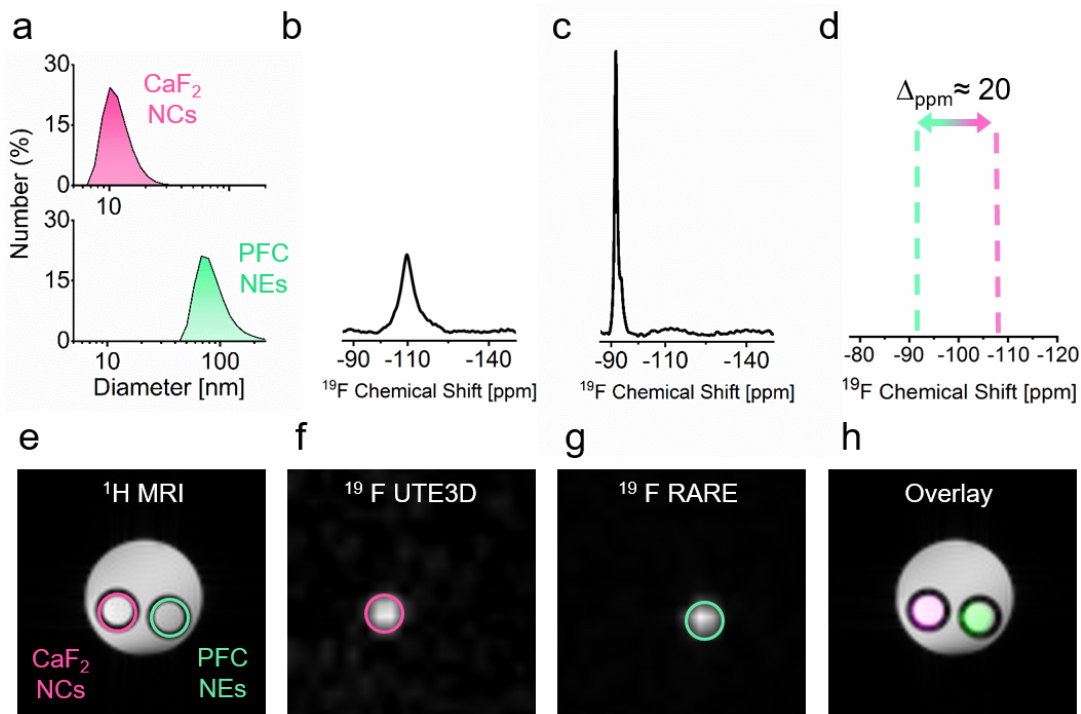 a
30
15
0
CaF₂
NCs
10
30
15
0
PFC
NEs
10 100
Number (%)
Diameter [nm]
b
-90 -110 -140
¹⁹F Chemical Shift [ppm]
c
-90 -110 -140
¹⁹F Chemical Shift [ppm]
d
Δppm≈ 20
-80 -90 -100 -110 -120
¹⁹F Chemical Shift [ppm]
e
¹H MRI
CaF₂
NCs
PFC
NEs
f
¹⁹ F UTE3D
g
¹⁹ F RARE
h
Overlay